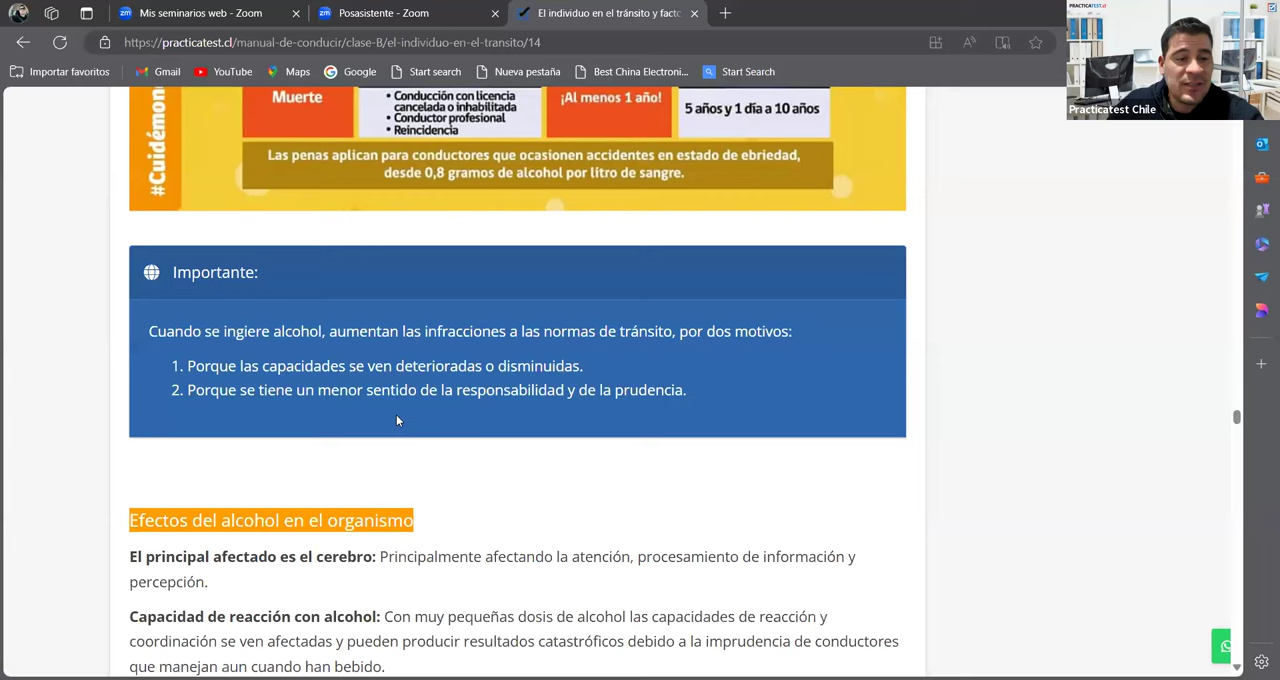 Mis seminarios web - Zoom
Posasistente - Zoom
El individuo en el tránsito y facto
https://practicatest.cl/manual-de-conducir/clase-B/el-individuo-en-el-transito/14
Importar favoritos
Gmail
YouTube
Maps
Google
Start search
Nueva pestaña
Best China Electroni...
Start Search
PRACTICATEST.cl
Practicatest Chile
#Cuidémon
Muerte
• Conducción con licencia
cancelada o inhabilitada
• Conductor profesional
• Reincidencia
¡Al menos 1 año!
5 años y 1 día a 10 años
Las penas aplican para conductores que ocasionen accidentes en estado de ebriedad,
desde 0,8 gramos de alcohol por litro de sangre.
Importante:
Cuando se ingiere alcohol, aumentan las infracciones a las normas de tránsito, por dos motivos:
1. Porque las capacidades se ven deterioradas o disminuidas.
2. Porque se tiene un menor sentido de la responsabilidad y de la prudencia.
Efectos del alcohol en el organismo
El principal afectado es el cerebro: Principalmente afectando la atención, procesamiento de información y
percepción.
Capacidad de reacción con alcohol: Con muy pequeñas dosis de alcohol las capacidades de reacción y
coordinación se ven afectadas y pueden producir resultados catastróficos debido a la imprudencia de conductores
que manejan aun cuando han bebido.